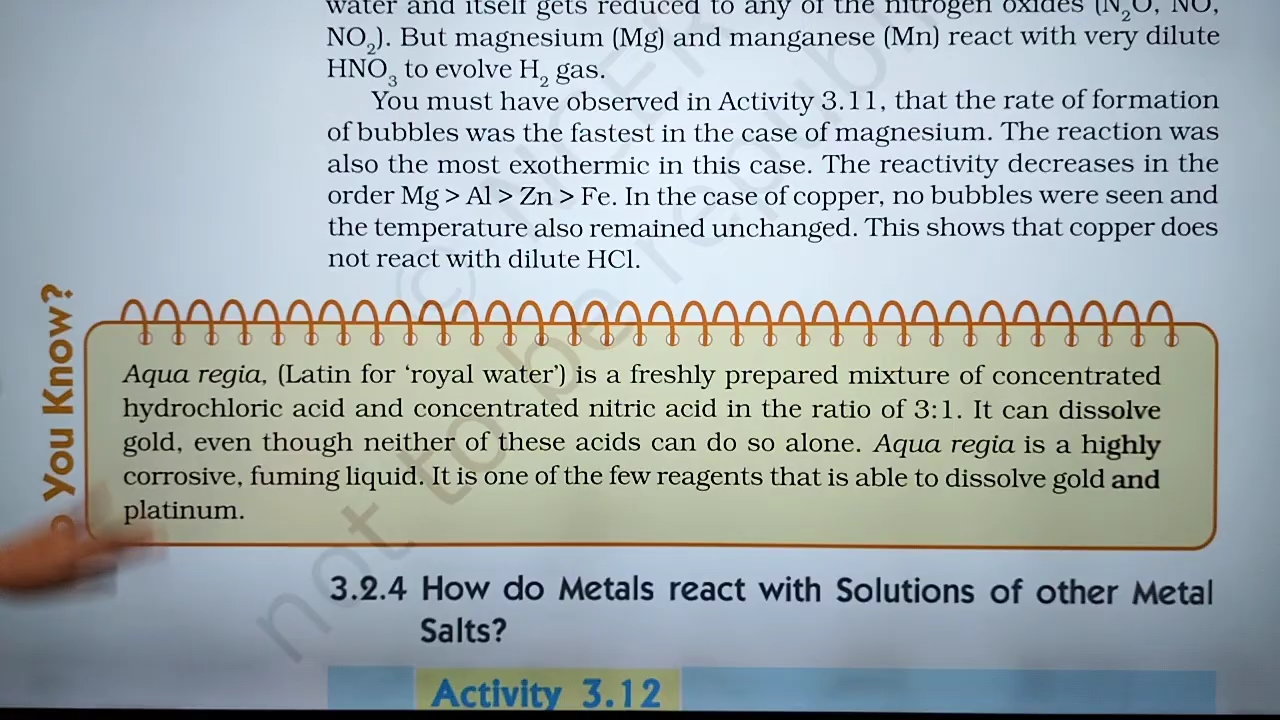 water and itself gets reduced to any of the nitrogen oxides (N₂O, NO,
NO₂). But magnesium (Mg) and manganese (Mn) react with very dilute
HNO₃ to evolve H₂ gas.
You must have observed in Activity 3.11, that the rate of formation
of bubbles was the fastest in the case of magnesium. The reaction was
also the most exothermic in this case. The reactivity decreases in the
order Mg > Al > Zn > Fe. In the case of copper, no bubbles were seen and
the temperature also remained unchanged. This shows that copper does
not react with dilute HCl.
You Know?
Aqua regia, (Latin for ‘royal water’) is a freshly prepared mixture of concentrated
hydrochloric acid and concentrated nitric acid in the ratio of 3:1. It can dissolve
gold, even though neither of these acids can do so alone. Aqua regia is a highly
corrosive, fuming liquid. It is one of the few reagents that is able to dissolve gold and
platinum.
3.2.4 How do Metals react with Solutions of other Metal
Salts?
Activity 3.12
not to be republi